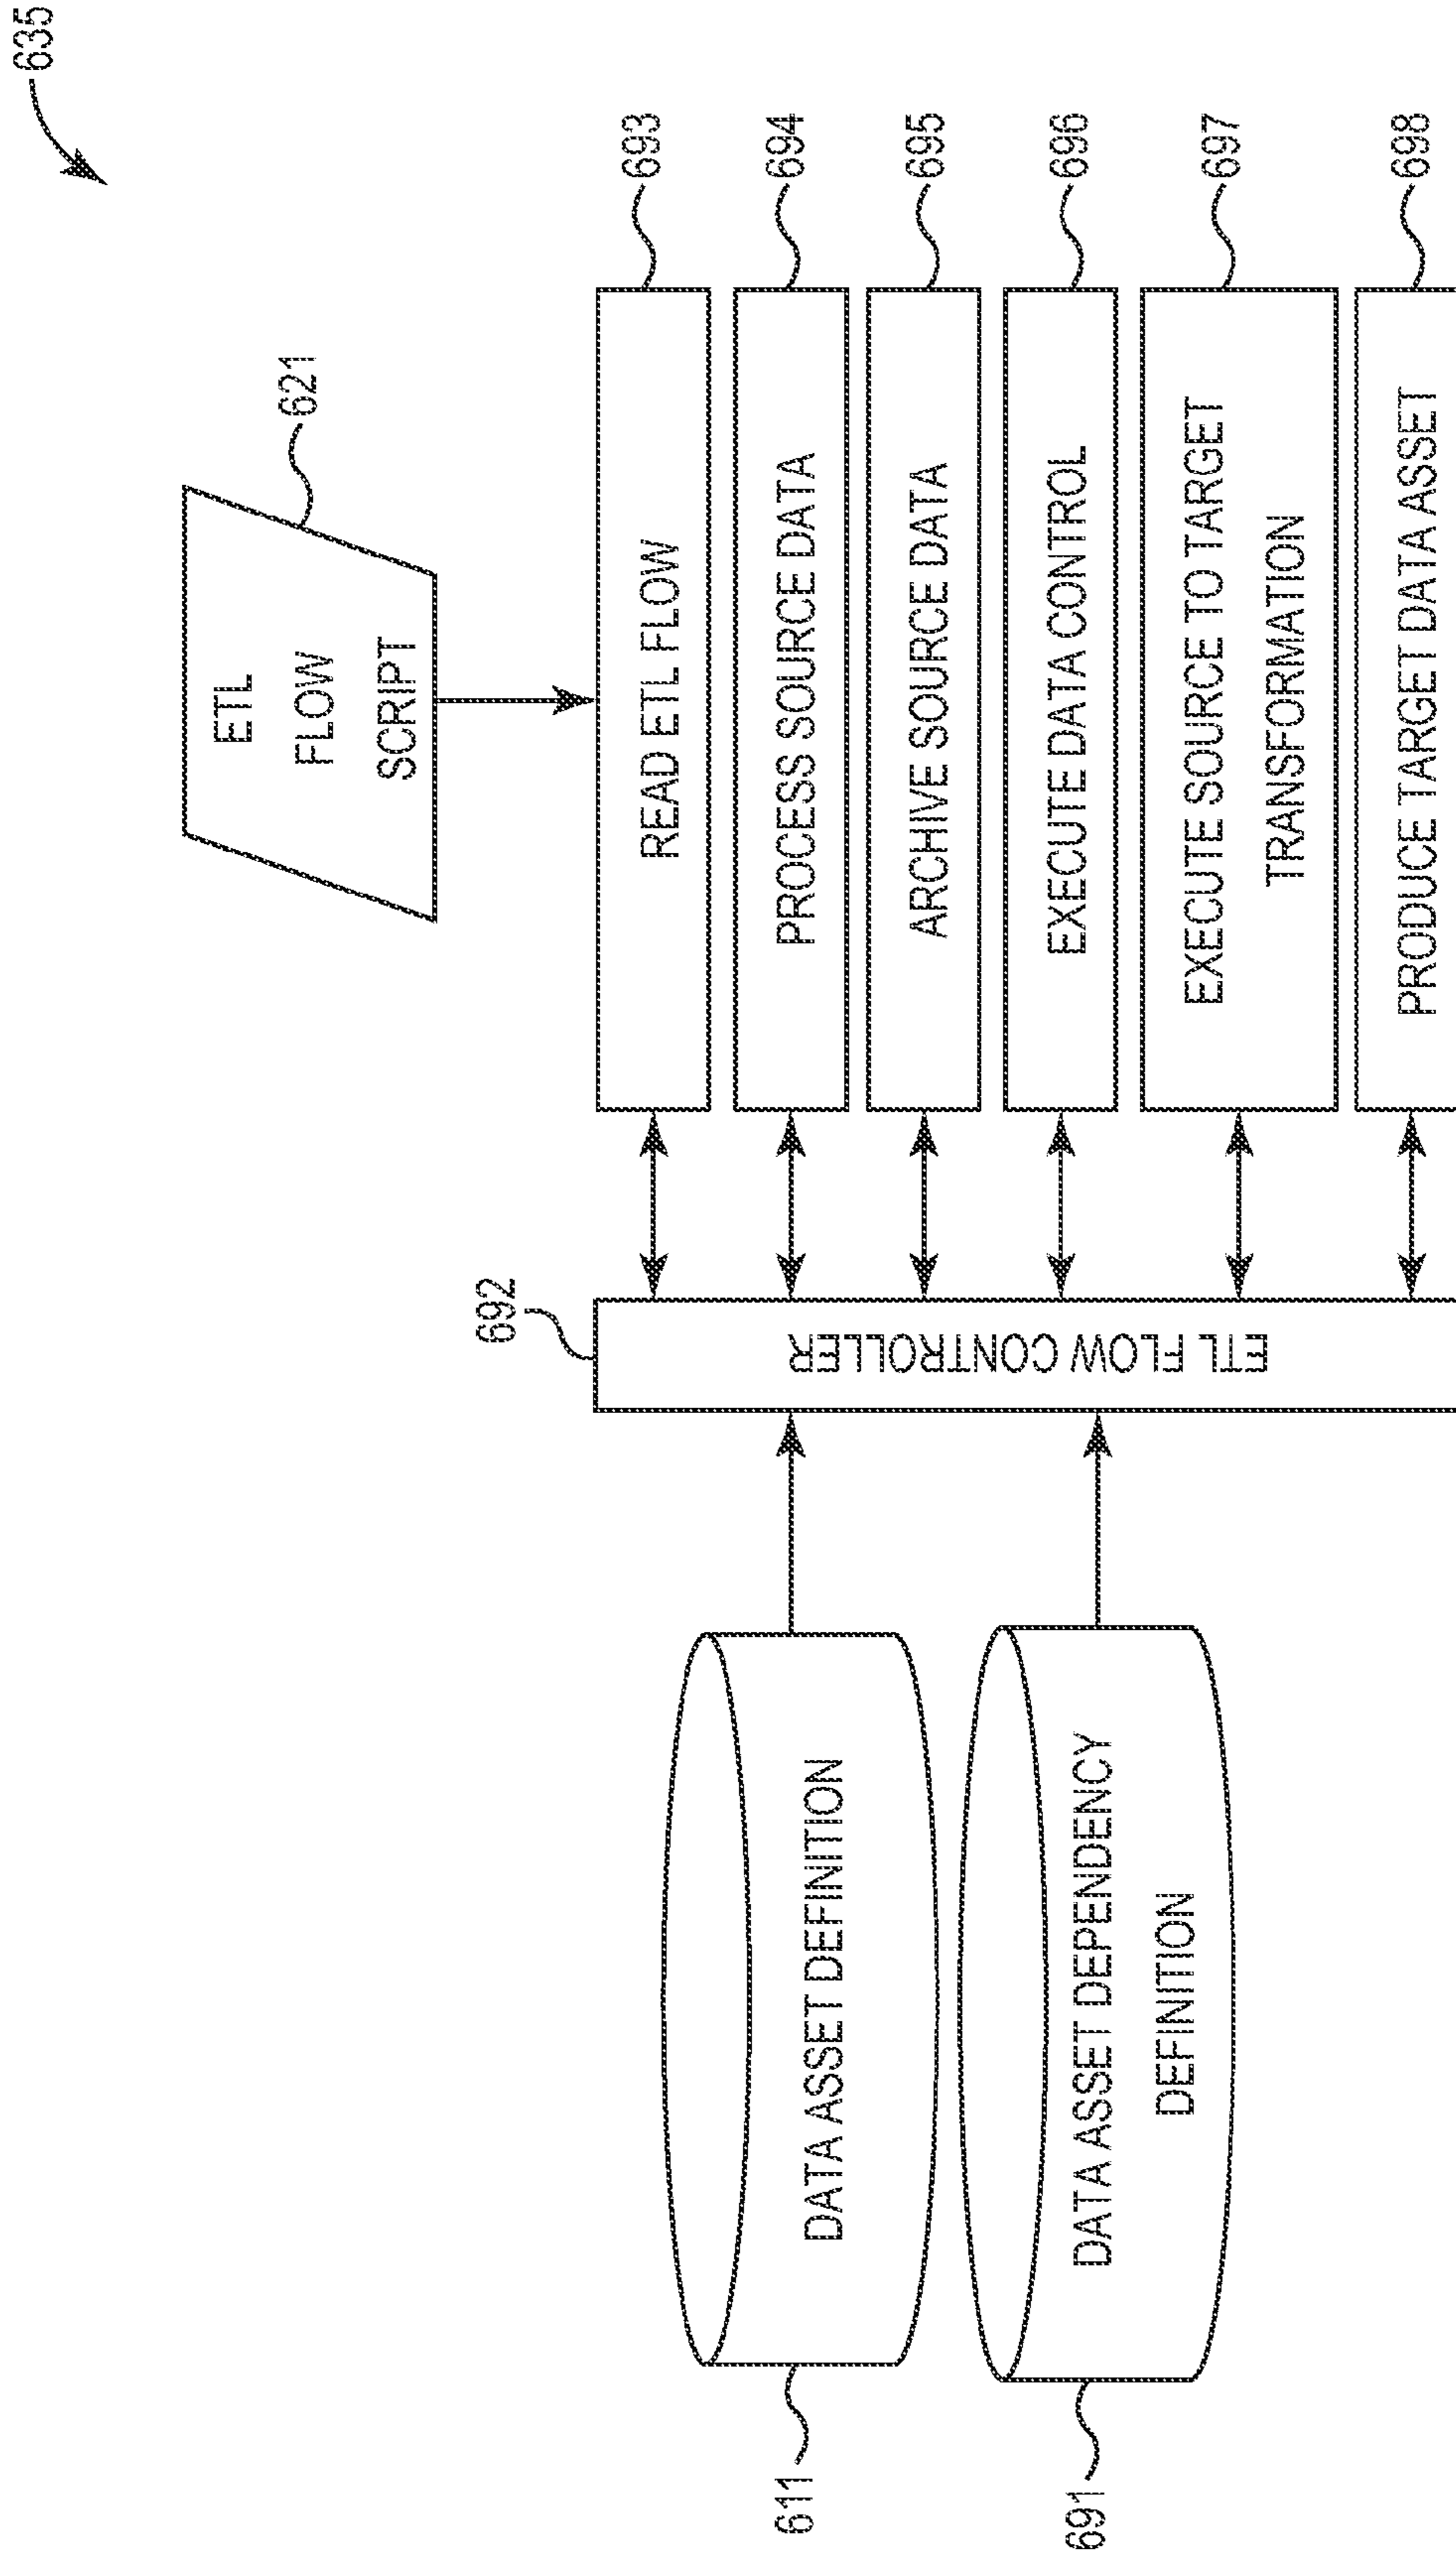 635
ETL
FLOW
SCRIPT
621
692
ETL FLOW CONTROLLER
READ ETL FLOW
693
PROCESS SOURCE DATA
694
ARCHIVE SOURCE DATA
695
EXECUTE DATA CONTROL
696
EXECUTE SOURCE TO TARGET
TRANSFORMATION
697
PRODUCE TARGET DATA ASSET
698
611
DATA ASSET DEFINITION
691
DATA ASSET DEPENDENCY
DEFINITION